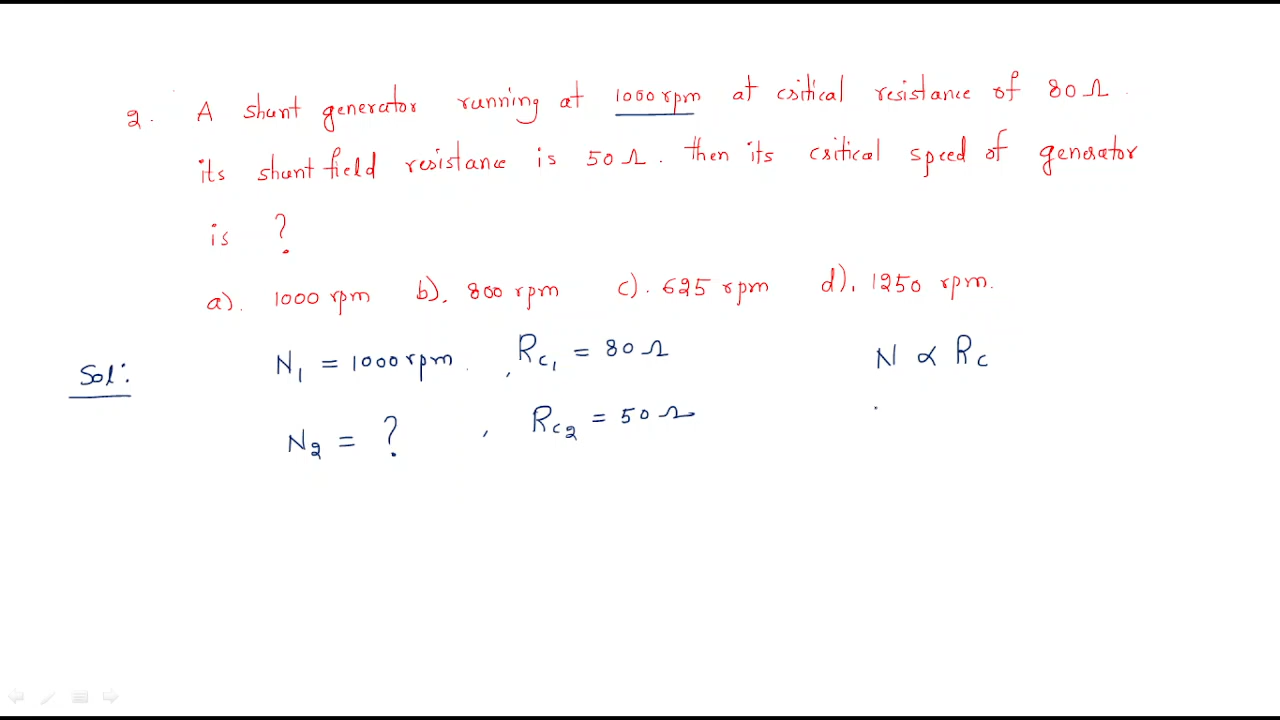 2. A shunt generator running at 1000 rpm at critical resistance of 80 Ω.
its shunt field resistance is 50 Ω. then its critical speed of generator
is ?
a). 1000 rpm b). 800 rpm c). 625 rpm d). 1250 rpm.
Sol: N1 = 1000 rpm, Rc1 = 80 Ω N ∝ Rc
N2 = ?, Rc2 = 50 Ω